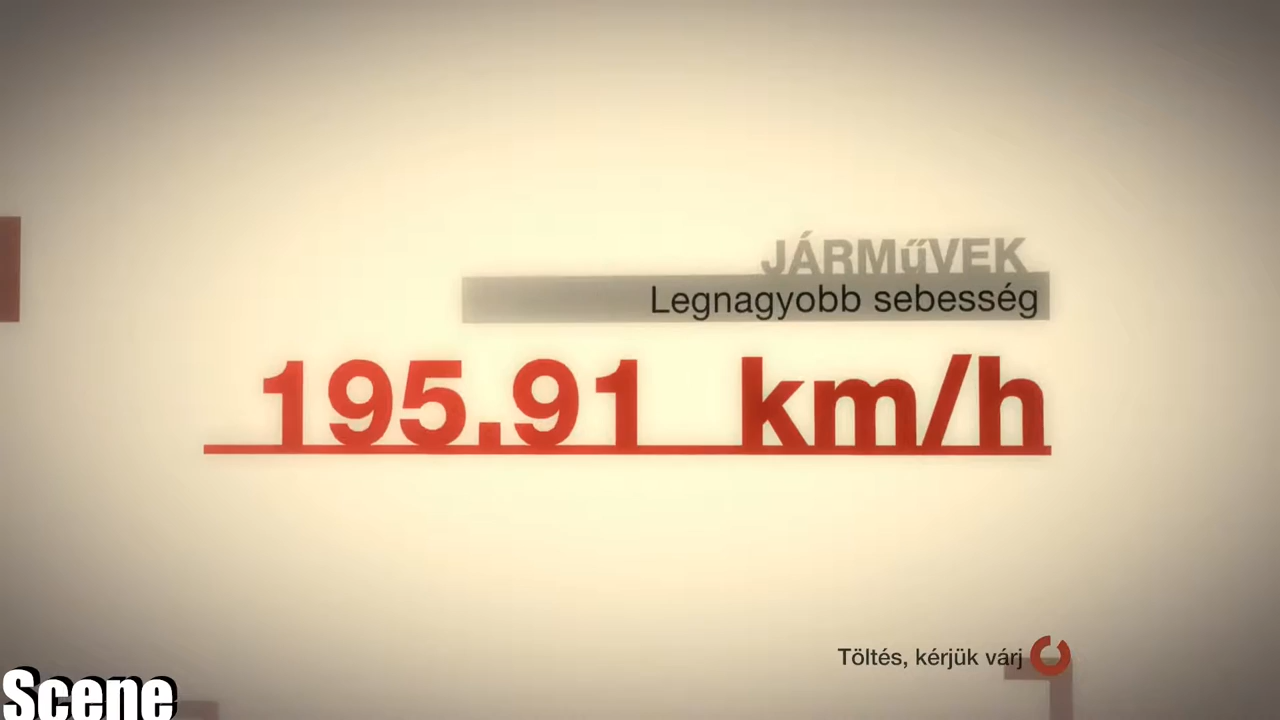 JÁRMűVEK
Legnagyobb sebesség
195.91 km/h
Töltés, kérjük várj
Scene